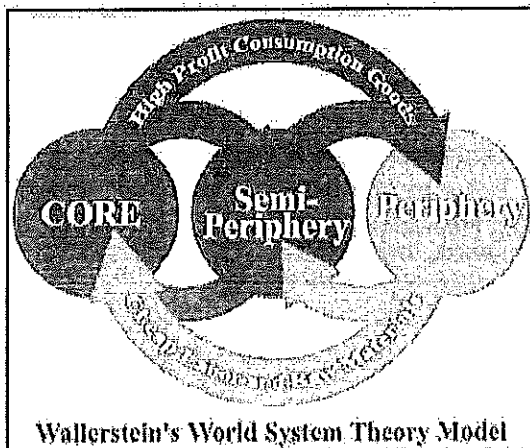 High Profit Consumption Goods
CORE
Semi-
Periphery
Periphery
Wallerstein's World System Theory Model